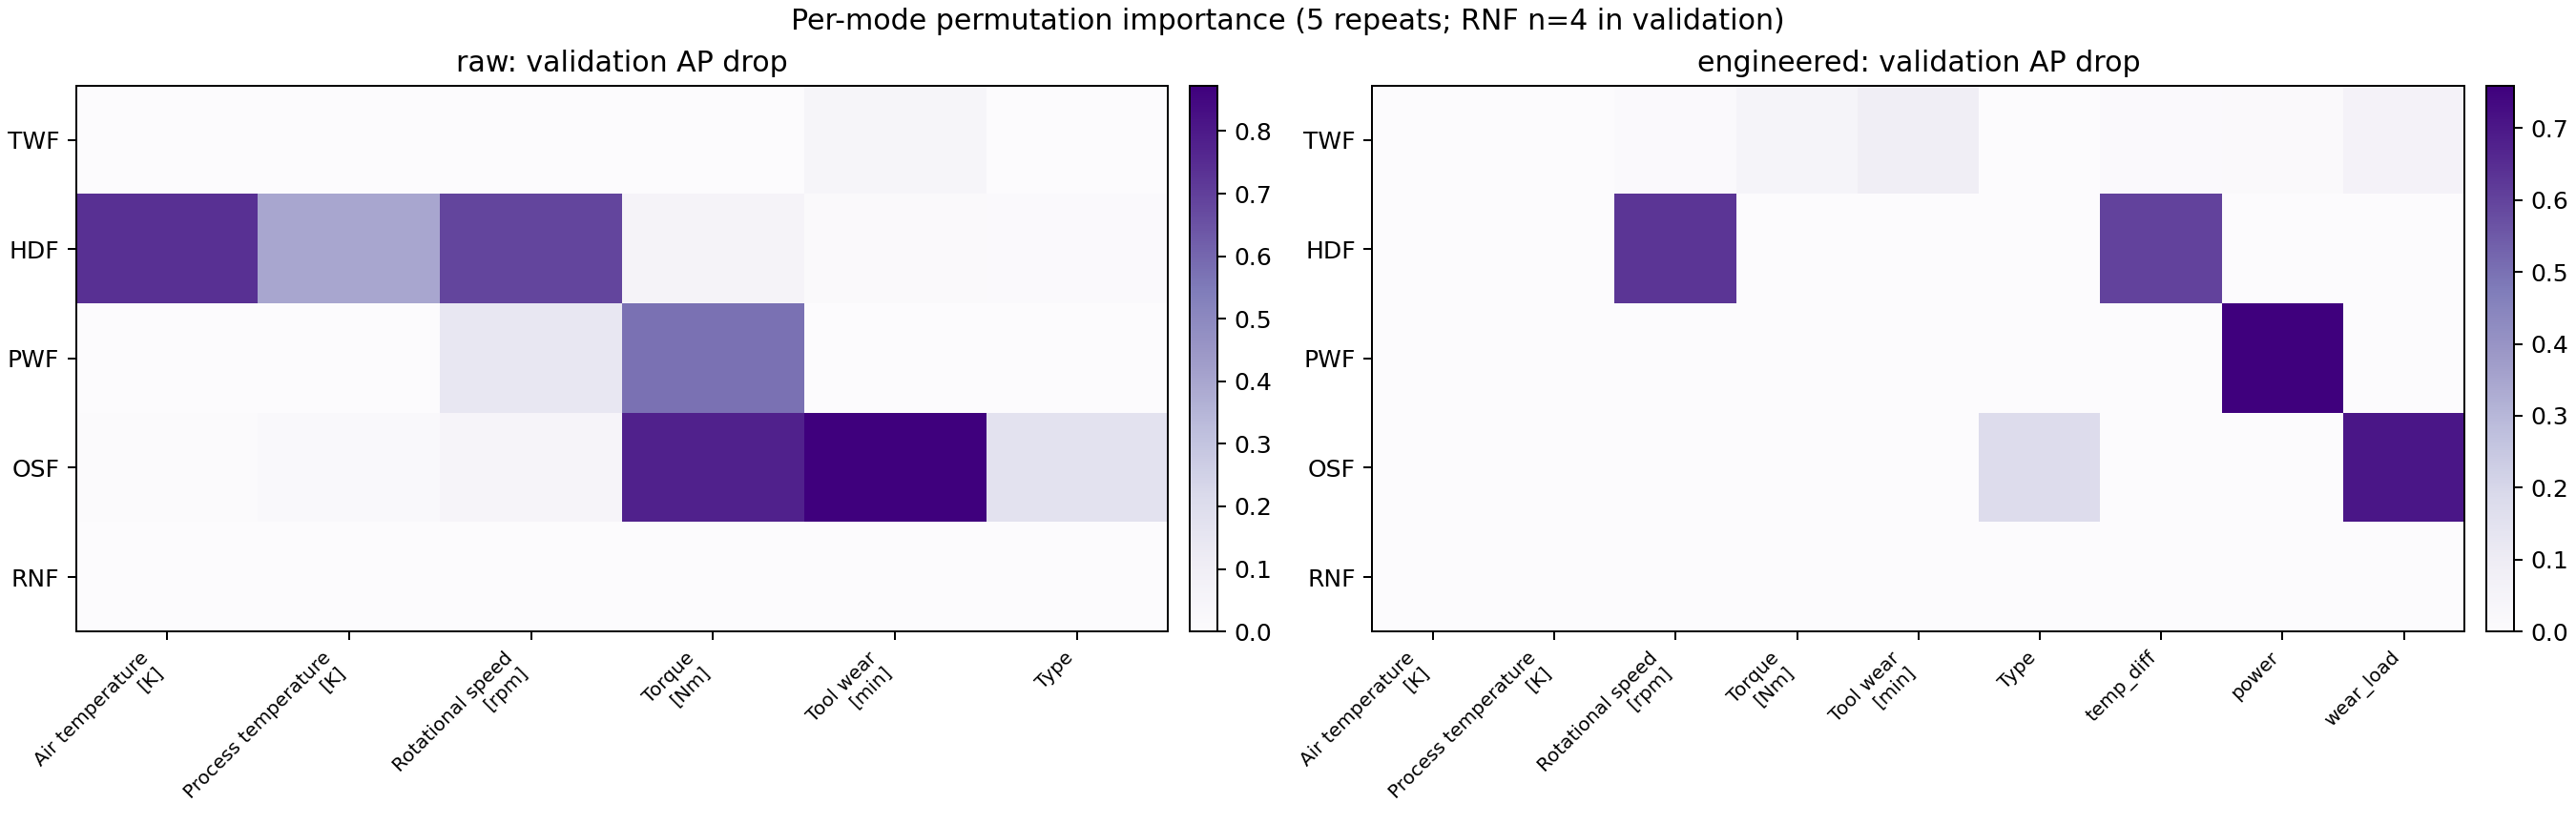 Per-mode permutation importance (5 repeats; RNF n=4 in validation)
raw: validation AP drop
TWF
HDF
PWF
OSF
RNF
Air temperature
[K]
Process temperature
[K]
Rotational speed
[rpm]
Torque
[Nm]
Tool wear
[min]
Type
0.8
0.7
0.6
0.5
0.4
0.3
0.2
0.1
0.0
engineered: validation AP drop
TWF
HDF
PWF
OSF
RNF
Air temperature
[K]
Process temperature
[K]
Rotational speed
[rpm]
Torque
[Nm]
Tool wear
[min]
Type
temp_diff
power
wear_load
0.7
0.6
0.5
0.4
0.3
0.2
0.1
0.0